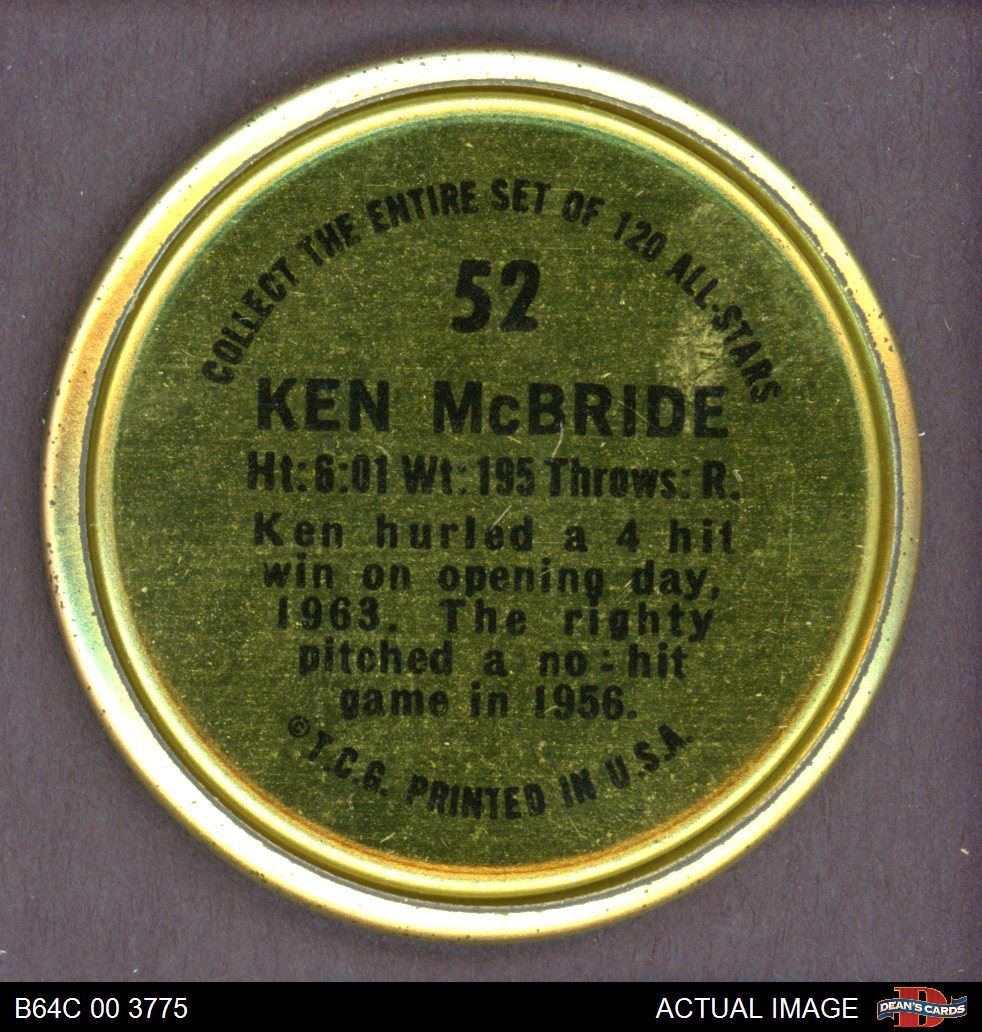 COLLECT THE ENTIRE SET OF 120 ALL-STARS
52
KEN McBRIDE
Ht: 6:01 Wt: 195 Throws: R.
Ken hurled a 4 hit
win on opening day,
1963. The righty
pitched a no-hit
game in 1956.
© T.C.G. PRINTED IN U.S.A.
B64C 00 3775
ACTUAL IMAGE
DEAN'S CARDS